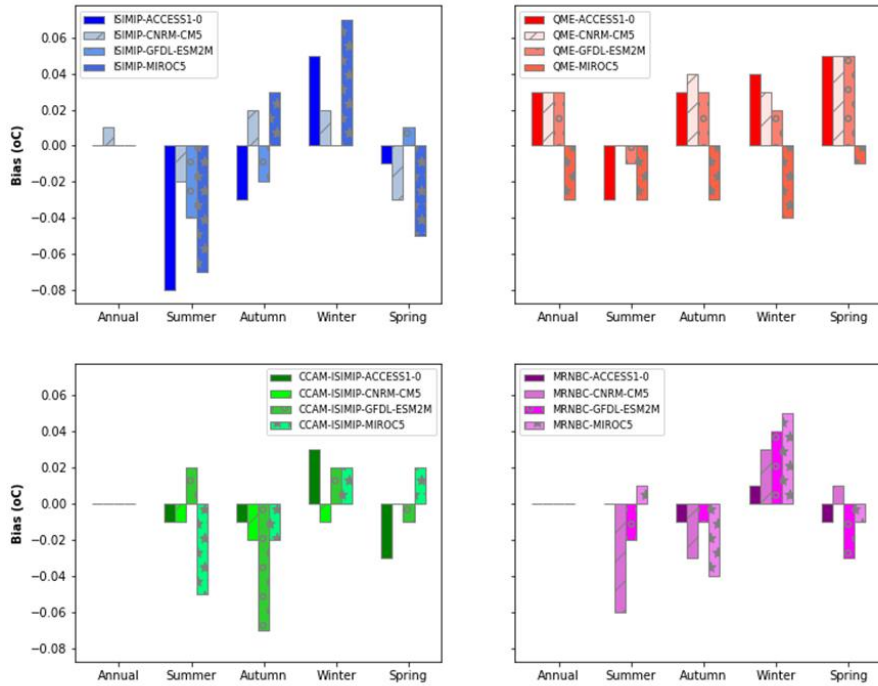 ISIMIP-ACCESS1-0
ISIMIP-CNRM-CM5
ISIMIP-GFDL-ESM2M
ISIMIP-MIROC5
Bias (oC)
0.06
0.04
0.02
0.00
−0.02
−0.04
−0.06
−0.08
Annual Summer Autumn Winter Spring
QME-ACCESS1-0
QME-CNRM-CM5
QME-GFDL-ESM2M
QME-MIROC5
Annual Summer Autumn Winter Spring
CCAM-ISIMIP-ACCESS1-0
CCAM-ISIMIP-CNRM-CM5
CCAM-ISIMIP-GFDL-ESM2M
CCAM-ISIMIP-MIROC5
Bias (oC)
0.06
0.04
0.02
0.00
−0.02
−0.04
−0.06
−0.08
Annual Summer Autumn Winter Spring
MRNBC-ACCESS1-0
MRNBC-CNRM-CM5
MRNBC-GFDL-ESM2M
MRNBC-MIROC5
Annual Summer Autumn Winter Spring